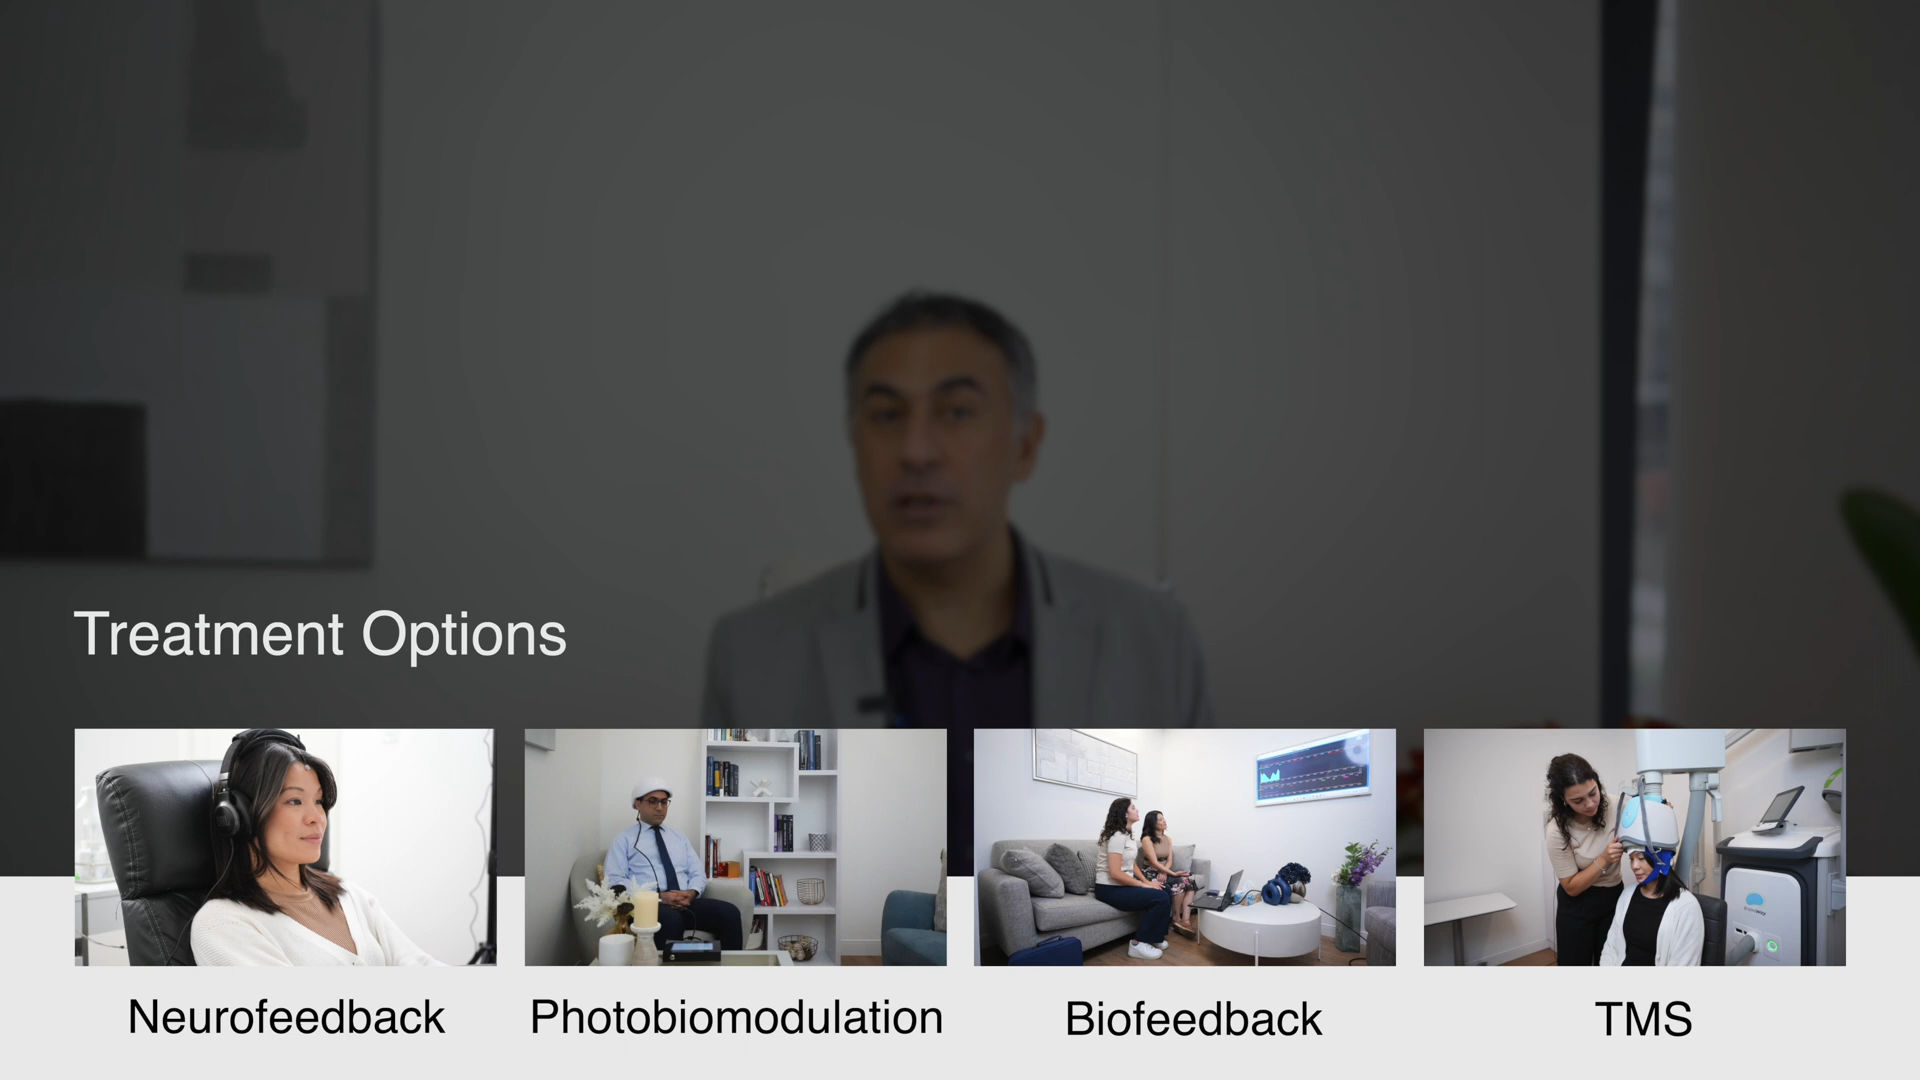 Treatment Options
Neurofeedback
Photobiomodulation
Biofeedback
TMS